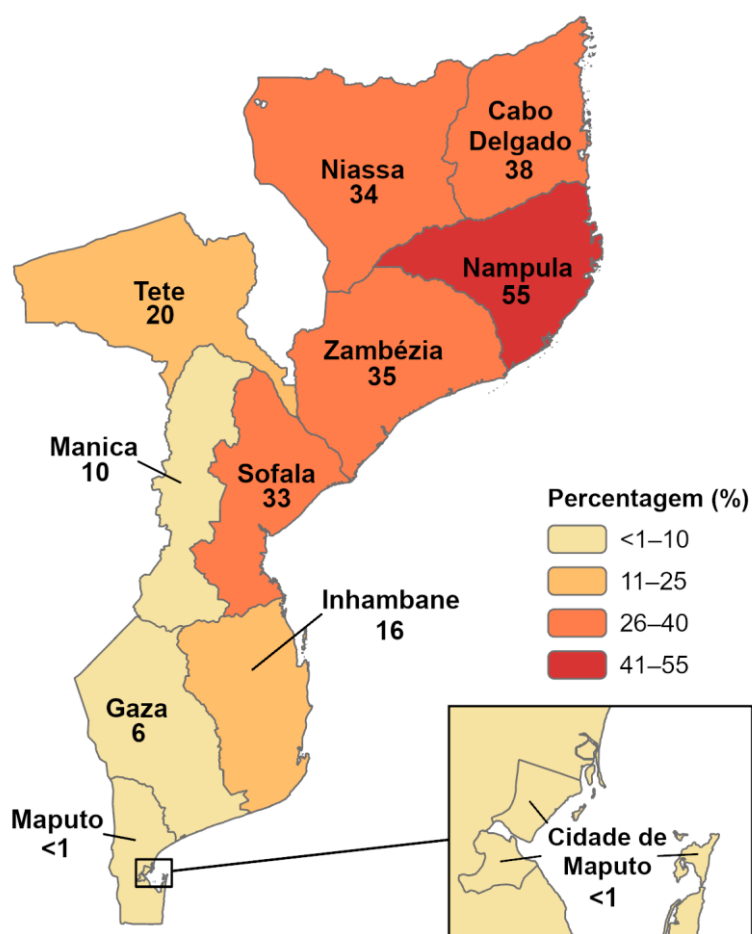 Cabo
Delgado
38
Niassa
34
Nampula
55
Tete
20
Zambézia
35
Manica
10
Sofala
33
Percentagem (%)
<1–10
11–25
26–40
41–55
Inhambane
16
Gaza
6
Maputo
<1
Cidade de
Maputo
<1